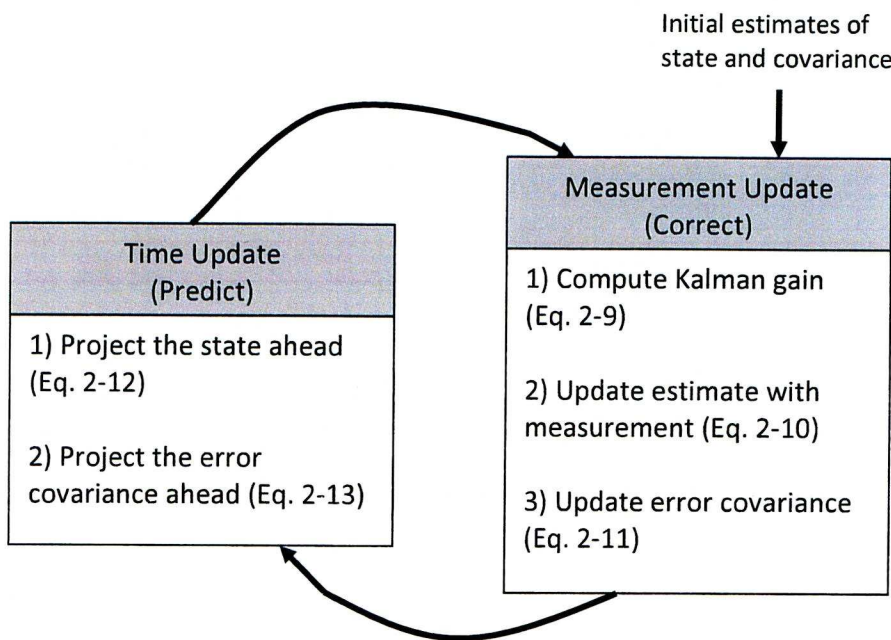 Initial estimates of
state and covariance
Time Update
(Predict)
1) Project the state ahead
(Eq. 2-12)
2) Project the error
covariance ahead (Eq. 2-13)
Measurement Update
(Correct)
1) Compute Kalman gain
(Eq. 2-9)
2) Update estimate with
measurement (Eq. 2-10)
3) Update error covariance
(Eq. 2-11)